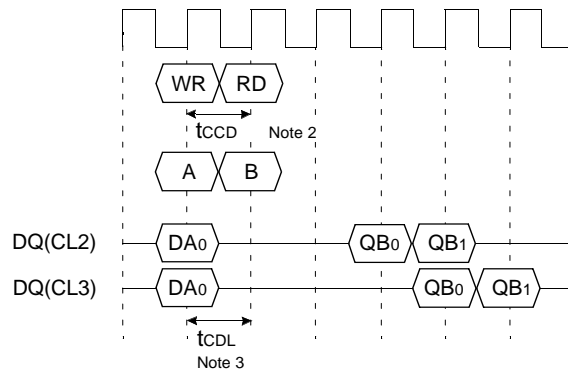 WR RD
tCCD Note 2
A B
DQ(CL2) DA0 QB0 QB1
DQ(CL3) DA0 QB0 QB1
tCDL
Note 3